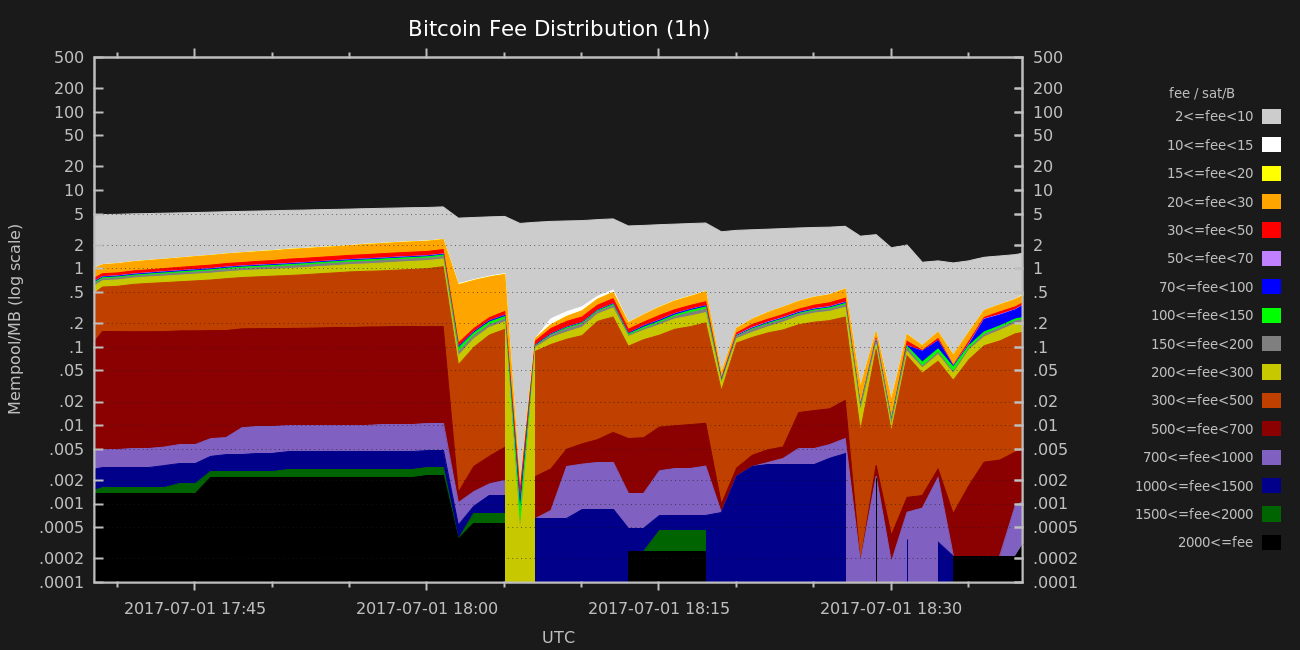 Bitcoin Fee Distribution (1h)
500
200
100
50
20
10
5
2
1
.5
.2
.1
.05
.02
.01
.005
.002
.001
.0005
.0002
.0001
Mempool/MB (log scale)
500
200
100
50
20
10
5
2
1
.5
.2
.1
.05
.02
.01
.005
.002
.001
.0005
.0002
.0001
2017-07-01 17:45
2017-07-01 18:00
2017-07-01 18:15
2017-07-01 18:30
UTC
fee / sat/B
2<=fee<10
10<=fee<15
15<=fee<20
20<=fee<30
30<=fee<50
50<=fee<70
70<=fee<100
100<=fee<150
150<=fee<200
200<=fee<300
300<=fee<500
500<=fee<700
700<=fee<1000
1000<=fee<1500
1500<=fee<2000
2000<=fee